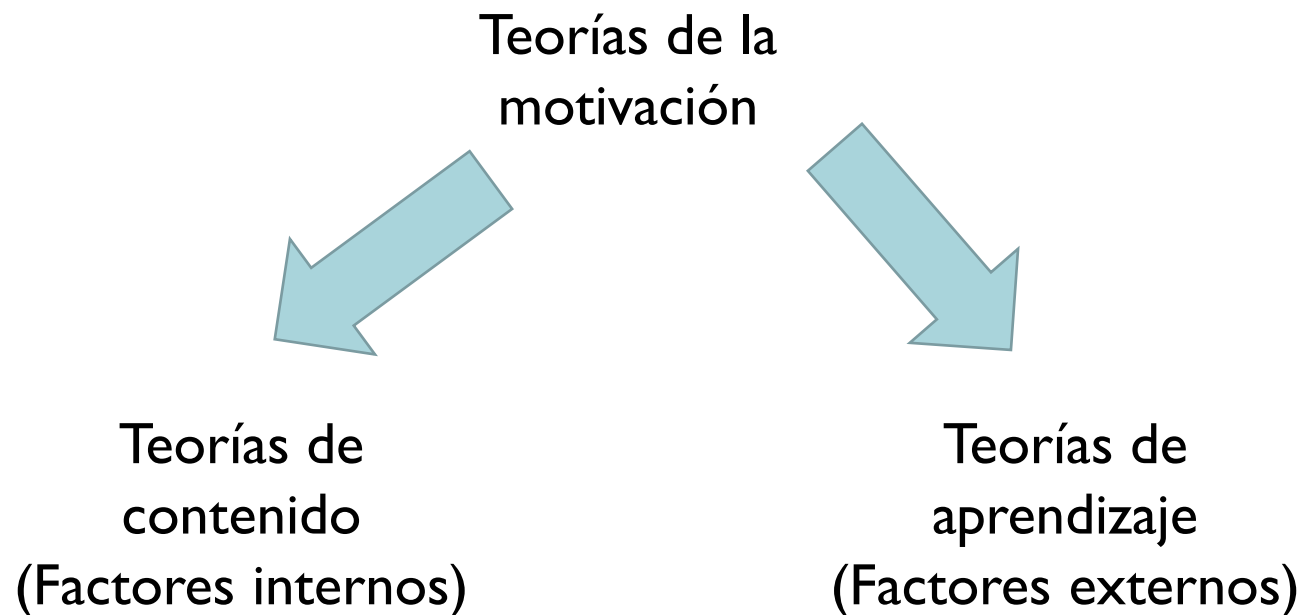 Teorías de la
motivación
Teorías de
contenido
(Factores internos)
Teorías de
aprendizaje
(Factores externos)